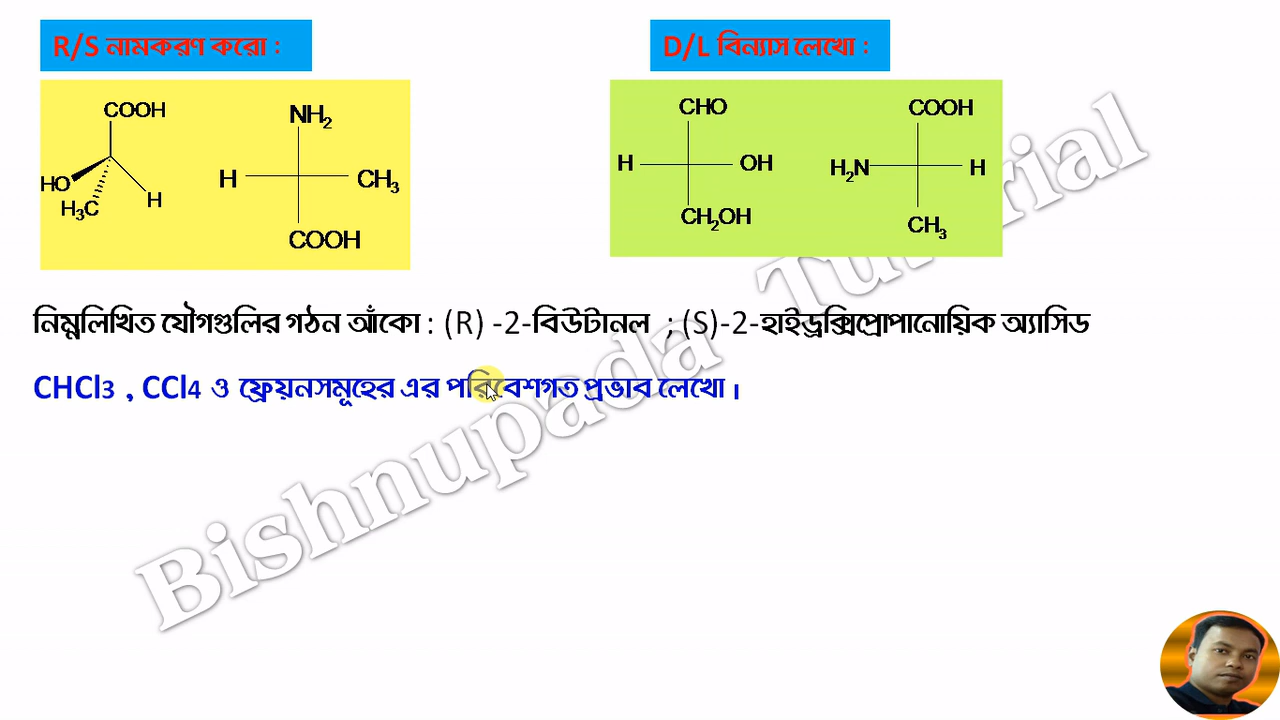 R/S নামকরণ করো :
D/L বিন্যাস লেখো :
COOH
HO
H₃C
H
NH₂
H
CH₃
COOH
CHO
H
OH
CH₂OH
COOH
H₂N
H
CH₃
নিম্নলিখিত যৌগগুলির গঠন আঁকো : (R) -2-বিউটানল ; (S)-2-হাইড্রক্সিপ্রোপানোয়িক অ্যাসিড
CHCl3 , CCl4 ও ফ্রেয়নসমূহের এর পরিবেশগত প্রভাব লেখো।
Bishnupada Tutorial